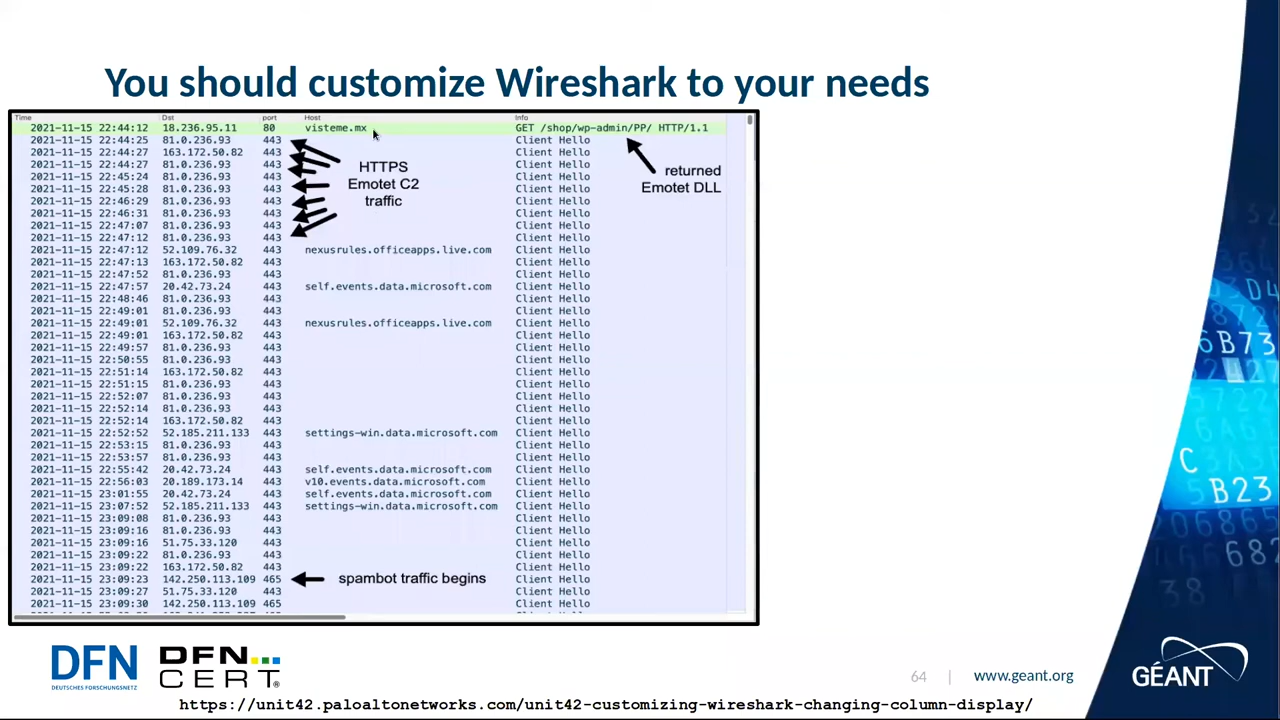 You should customize Wireshark to your needs
Time Dst port Host Info
2021-11-15 22:44:12 18.236.95.11 80 visteme.mx GET /shop/wp-admin/PP/ HTTP/1.1
2021-11-15 22:44:25 81.0.236.93 443 Client Hello
2021-11-15 22:44:27 163.172.50.82 443 Client Hello
2021-11-15 22:44:27 81.0.236.93 443 Client Hello
2021-11-15 22:45:24 81.0.236.93 443 Client Hello
2021-11-15 22:45:28 81.0.236.93 443 Client Hello
2021-11-15 22:46:29 81.0.236.93 443 Client Hello
2021-11-15 22:46:31 81.0.236.93 443 Client Hello
2021-11-15 22:47:07 81.0.236.93 443 Client Hello
2021-11-15 22:47:12 81.0.236.93 443 Client Hello
2021-11-15 22:47:12 52.109.76.32 443 nexusrules.officeapps.live.com Client Hello
2021-11-15 22:47:13 163.172.50.82 443 Client Hello
2021-11-15 22:47:52 81.0.236.93 443 Client Hello
2021-11-15 22:47:57 20.42.73.24 443 self.events.data.microsoft.com Client Hello
2021-11-15 22:48:46 81.0.236.93 443 Client Hello
2021-11-15 22:49:01 81.0.236.93 443 Client Hello
2021-11-15 22:49:01 52.109.76.32 443 nexusrules.officeapps.live.com Client Hello
2021-11-15 22:49:01 163.172.50.82 443 Client Hello
2021-11-15 22:49:57 81.0.236.93 443 Client Hello
2021-11-15 22:50:55 81.0.236.93 443 Client Hello
2021-11-15 22:51:14 163.172.50.82 443 Client Hello
2021-11-15 22:51:15 81.0.236.93 443 Client Hello
2021-11-15 22:52:07 81.0.236.93 443 Client Hello
2021-11-15 22:52:14 81.0.236.93 443 Client Hello
2021-11-15 22:52:14 163.172.50.82 443 Client Hello
2021-11-15 22:52:52 52.185.211.133 443 settings-win.data.microsoft.com Client Hello
2021-11-15 22:53:15 81.0.236.93 443 Client Hello
2021-11-15 22:53:57 81.0.236.93 443 Client Hello
2021-11-15 22:55:42 20.42.73.24 443 self.events.data.microsoft.com Client Hello
2021-11-15 22:56:03 20.189.173.14 443 v10.events.data.microsoft.com Client Hello
2021-11-15 23:01:55 20.42.73.24 443 self.events.data.microsoft.com Client Hello
2021-11-15 23:07:52 52.185.211.133 443 settings-win.data.microsoft.com Client Hello
2021-11-15 23:09:08 81.0.236.93 443 Client Hello
2021-11-15 23:09:16 81.0.236.93 443 Client Hello
2021-11-15 23:09:16 51.75.33.120 443 Client Hello
2021-11-15 23:09:22 81.0.236.93 443 Client Hello
2021-11-15 23:09:22 163.172.50.82 443 Client Hello
2021-11-15 23:09:23 142.250.113.109 465 Client Hello
2021-11-15 23:09:27 51.75.33.120 443 Client Hello
2021-11-15 23:09:30 142.250.113.109 465 Client Hello
HTTPS
Emotet C2
traffic
returned
Emotet DLL
spambot traffic begins
DFN
DEUTSCHES FORSCHUNGSNETZ
DFN
CERT®
64 | www.geant.org
GÉANT
https://unit42.paloaltonetworks.com/unit42-customizing-wireshark-changing-column-display/